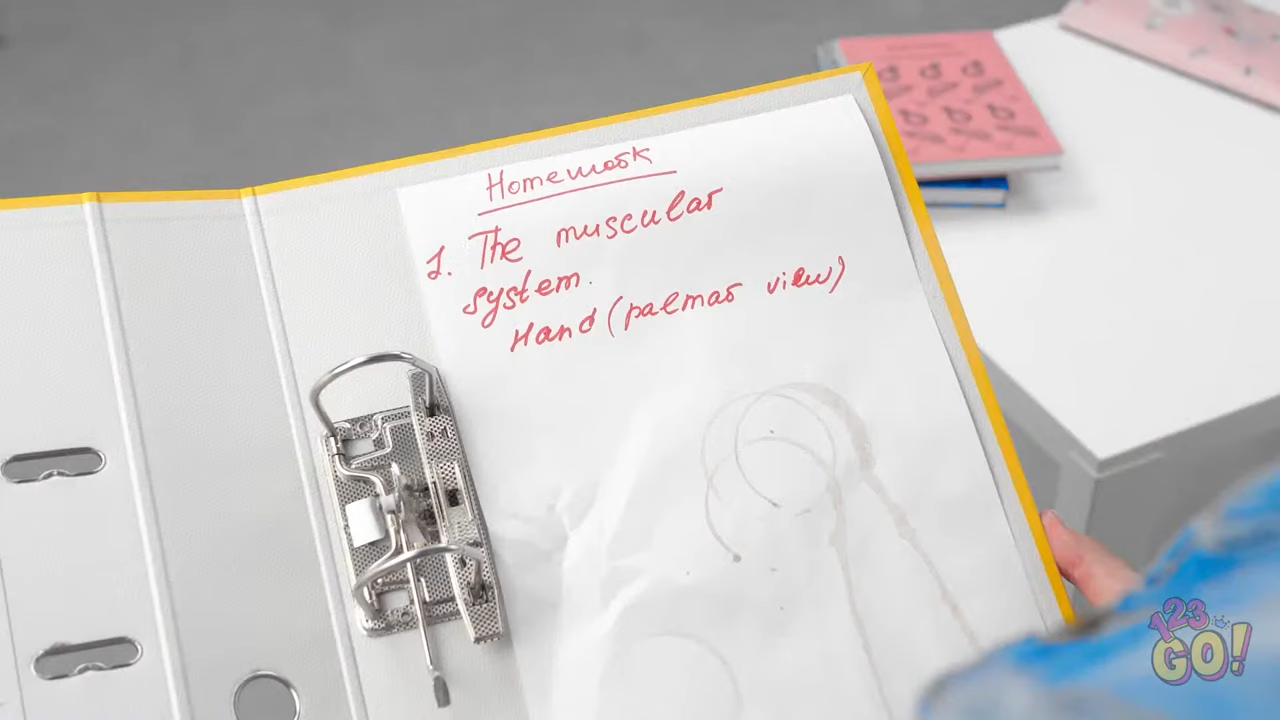 Homework
1. The muscular
system.
Hand (palmar view)
123
GO!